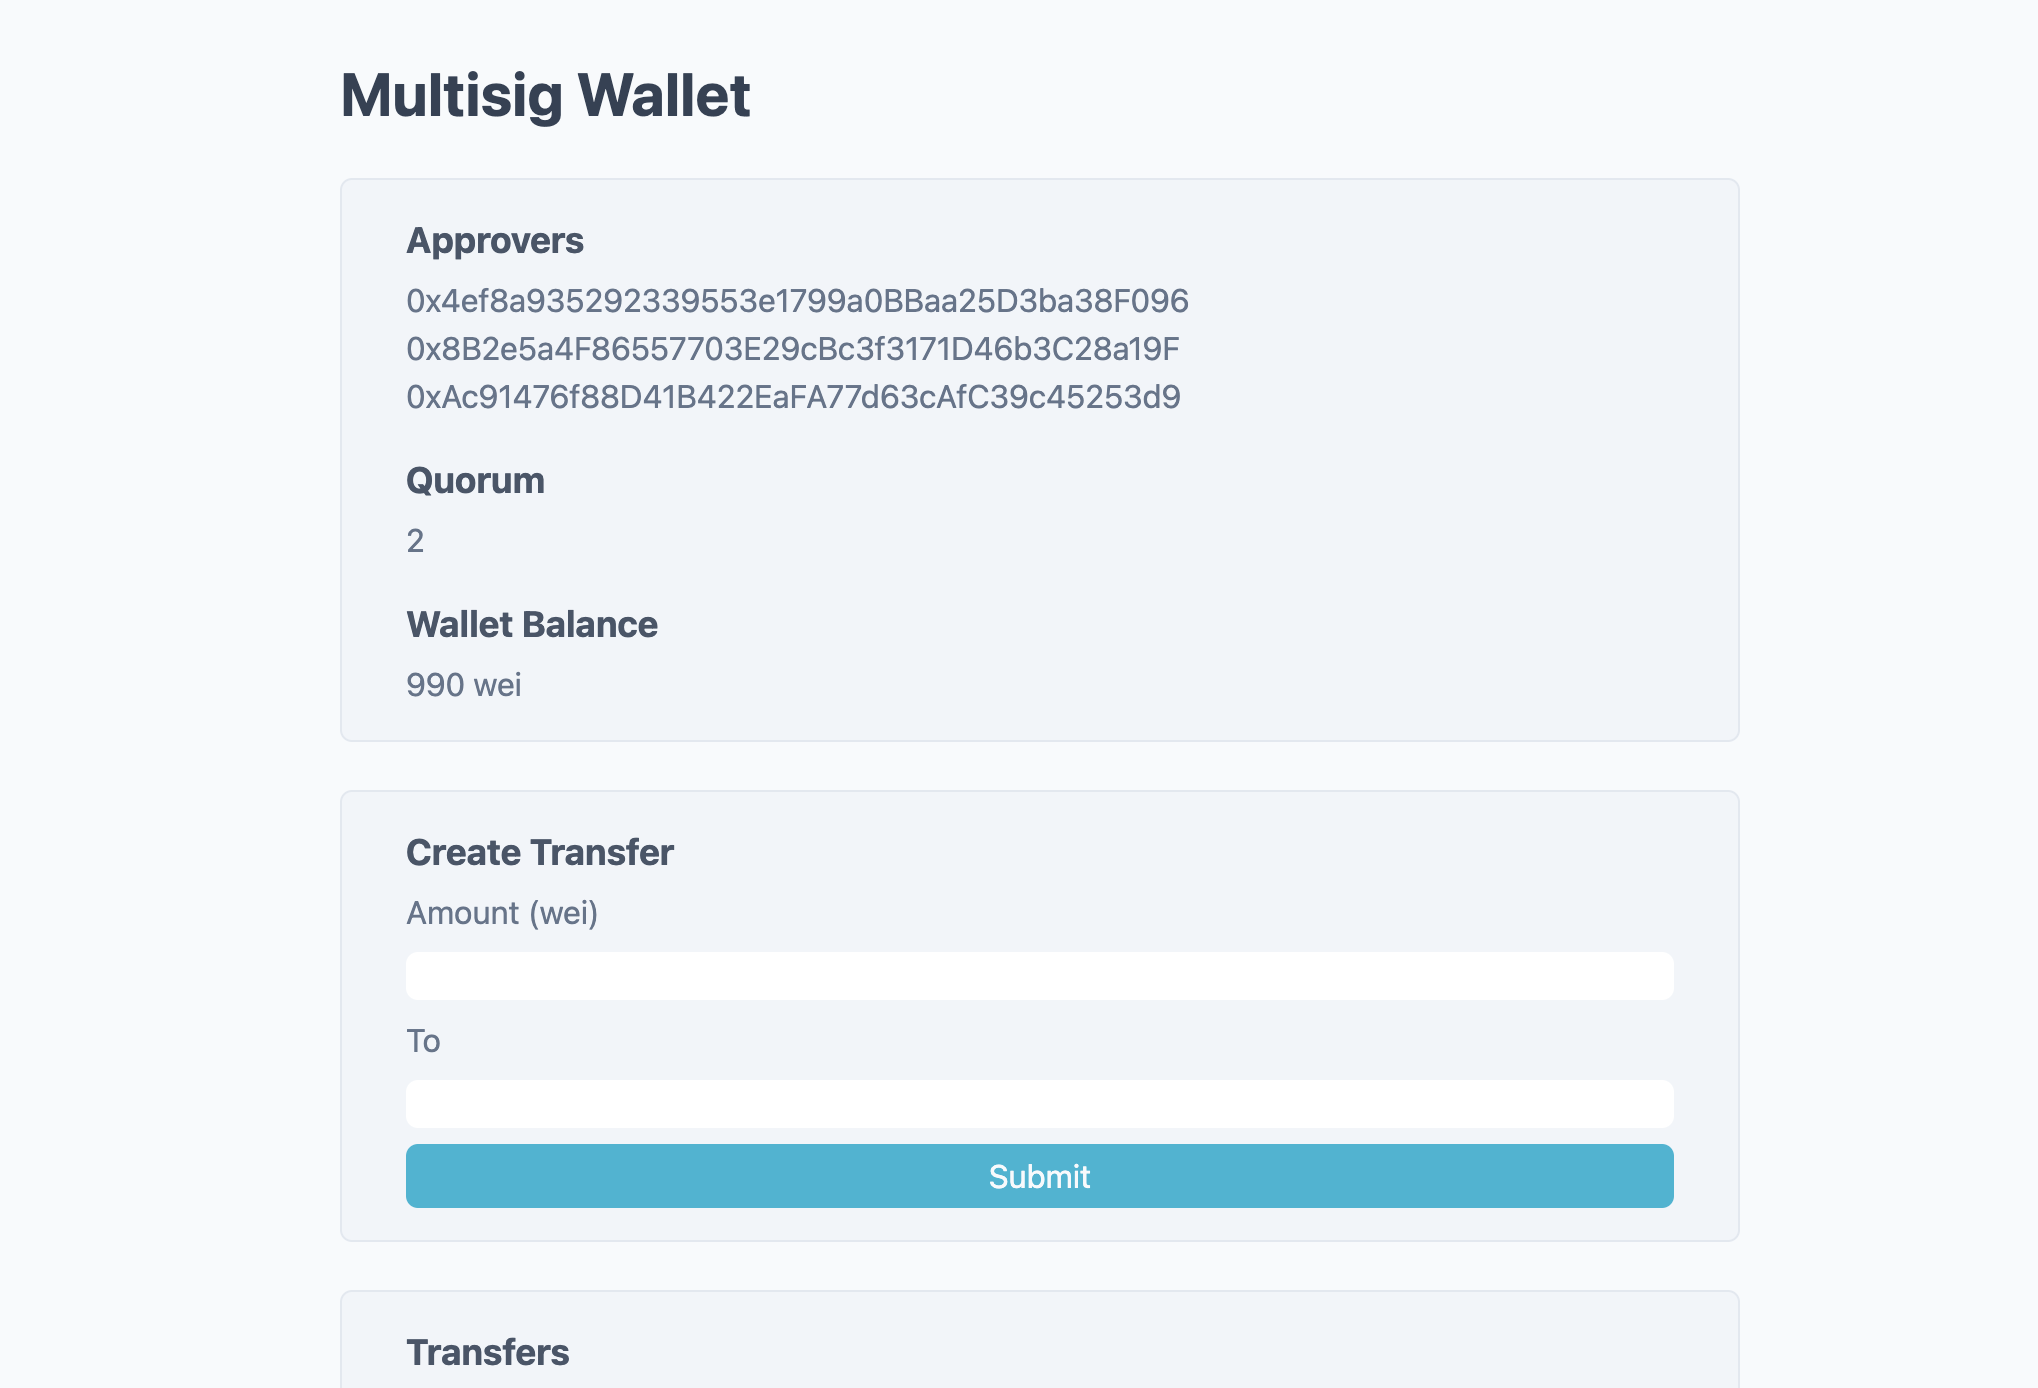 Multisig Wallet
Approvers
0x4ef8a935292339553e1799a0BBaa25D3ba38F096
0x8B2e5a4F86557703E29cBc3f3171D46b3C28a19F
0xAc91476f88D41B422EaFA77d63cAfC39c45253d9
Quorum
2
Wallet Balance
990 wei
Create Transfer
Amount (wei)
To
Submit
Transfers